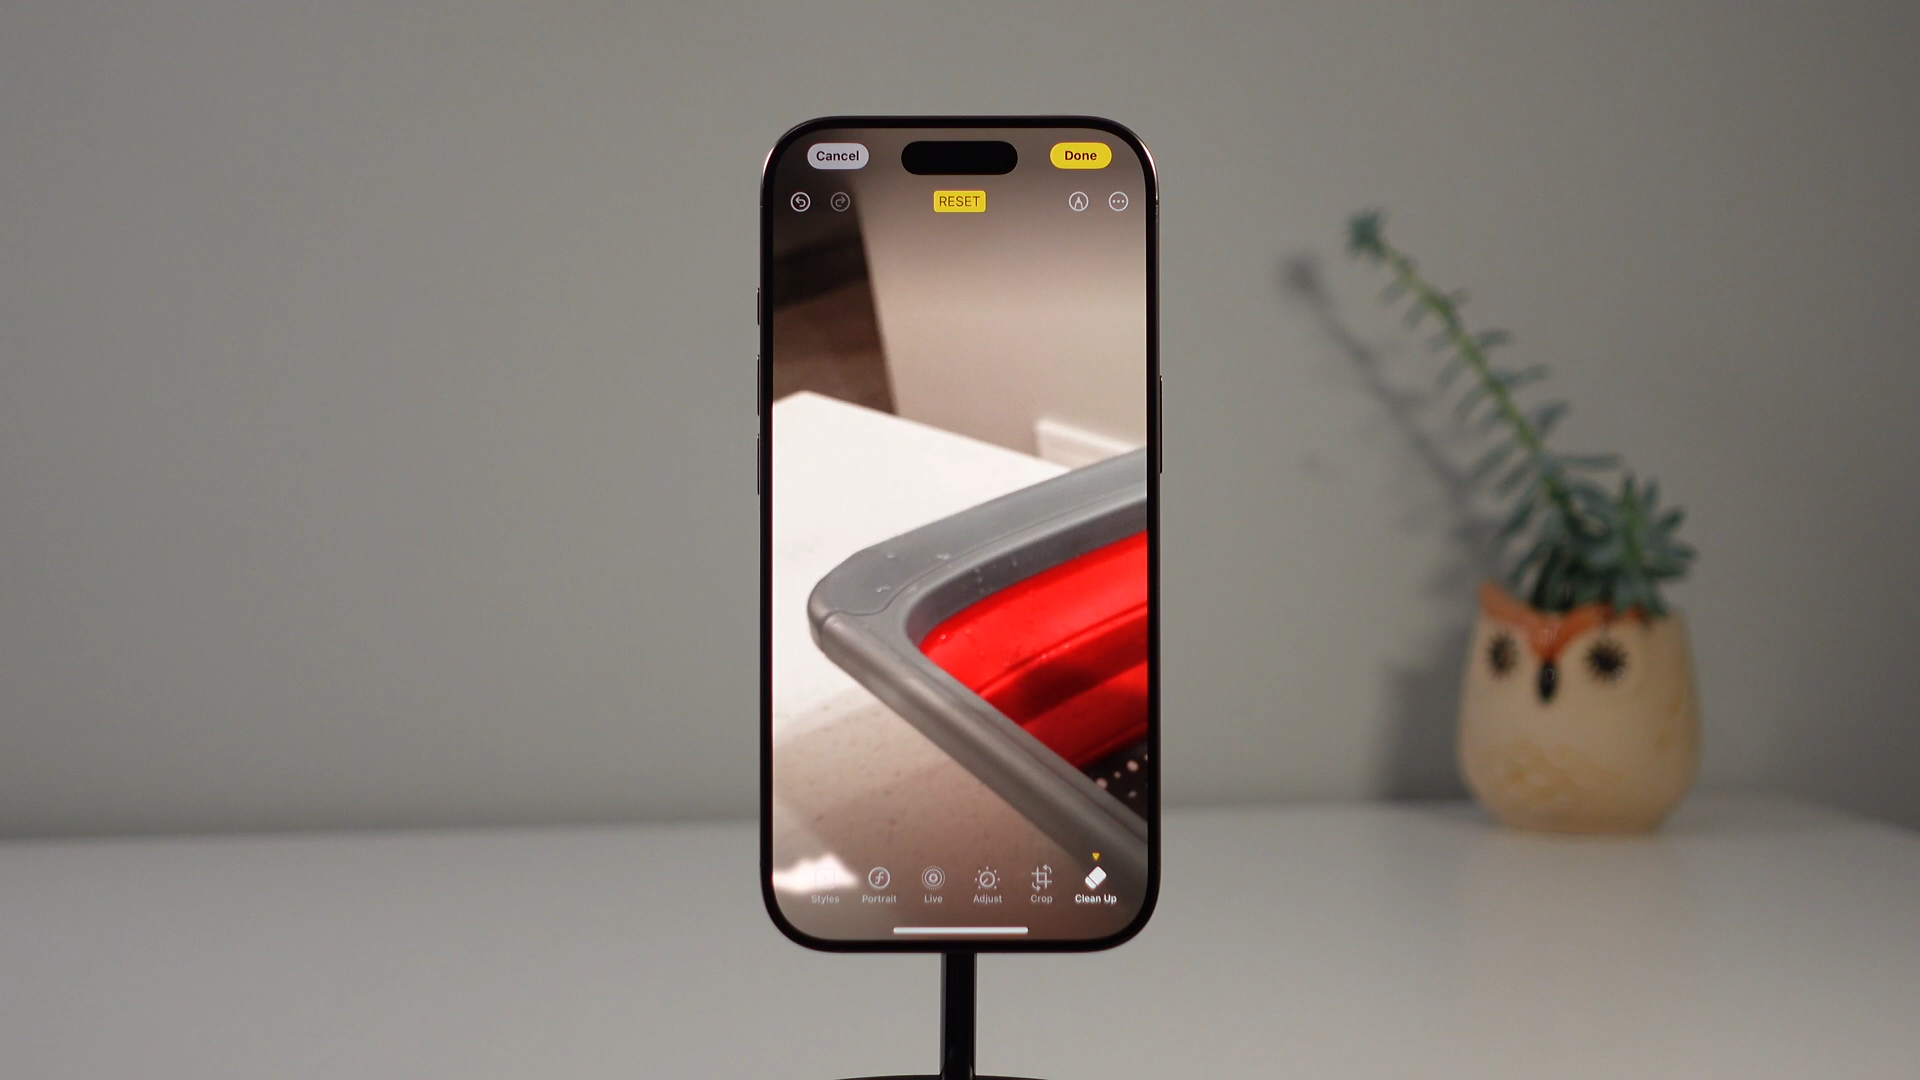 Cancel
Done
RESET
Styles
Portrait
Live
Adjust
Crop
Clean Up